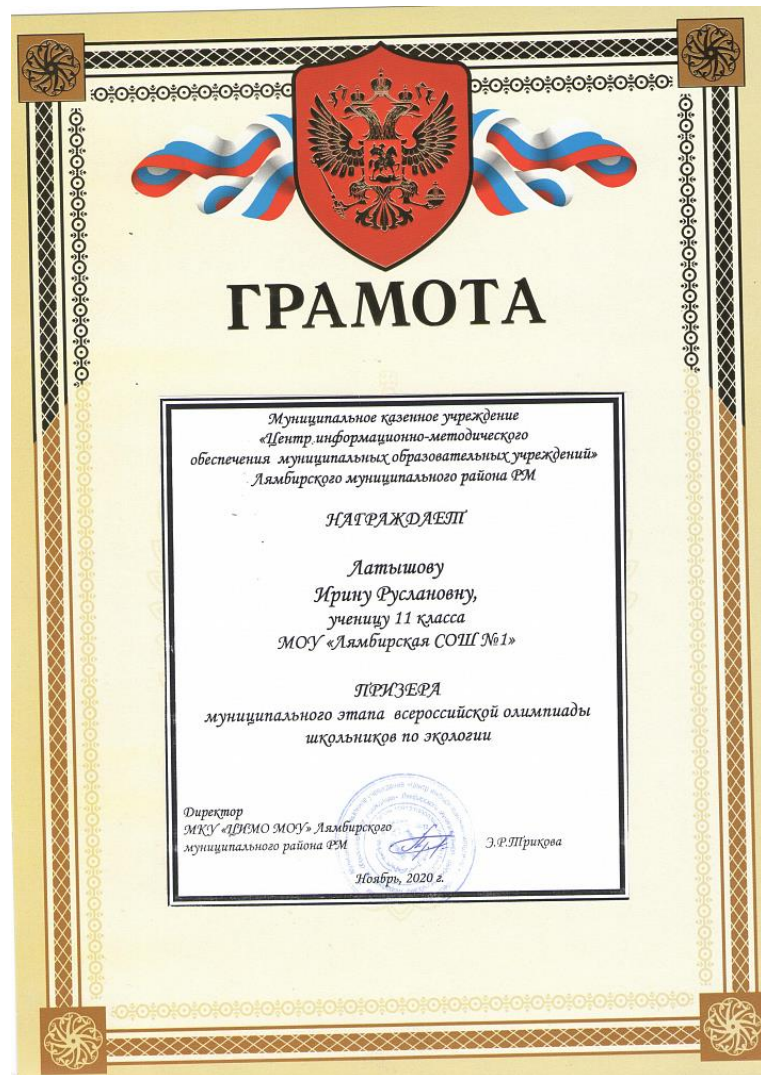 ГРАМОТА
Муниципальное казенное учреждение
«Центр информационно-методического
обеспечения муниципальных образовательных учреждений»
Лямбирского муниципального района РМ
НАГРАЖДАЕТ
Латышову
Ирину Руслановну,
ученицу 11 класса
МОУ «Лямбирская СОШ №1»
ПРИЗЕРА
муниципального этапа всероссийской олимпиады
школьников по экологии
Директор
МКУ «ЦИМО МОУ» Лямбирского
муниципального района РМ Э.Р.Трикова
Ноябрь, 2020 г.